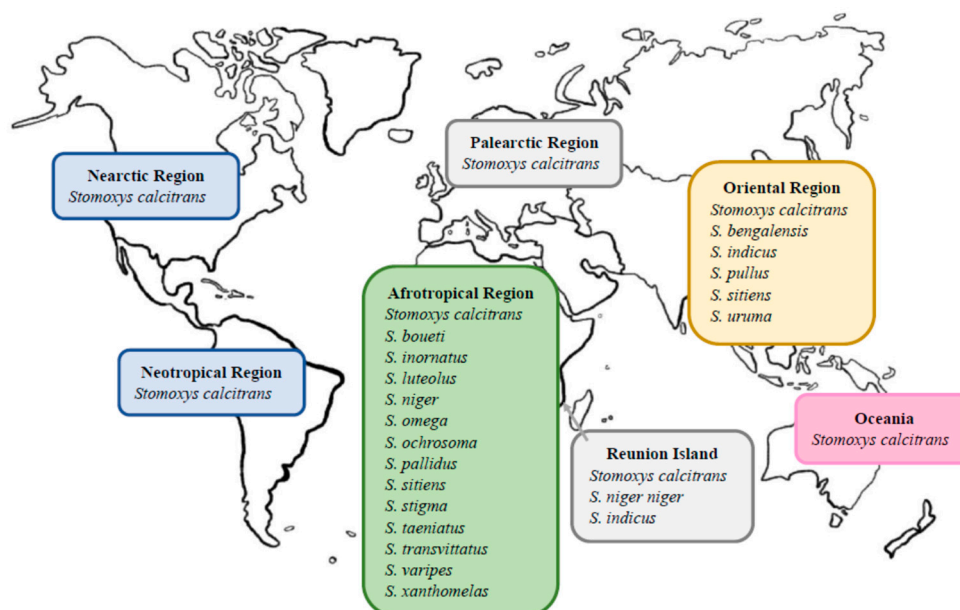 Palearctic Region
Stomoxys calcitrans
Nearctic Region
Stomoxys calcitrans
Oriental Region
Stomoxys calcitrans
S. bengalensis
S. indicus
S. pullus
S. sitiens
S. uruma
Afrotropical Region
Stomoxys calcitrans
S. boueti
S. inornatus
S. luteolus
S. niger
S. omega
S. ochrosoma
S. pallidus
S. sitiens
S. stigma
S. taeniatus
S. transvittatus
S. varipes
S. xanthomelas
Neotropical Region
Stomoxys calcitrans
Oceania
Stomoxys calcitrans
Reunion Island
Stomoxys calcitrans
S. niger niger
S. indicus